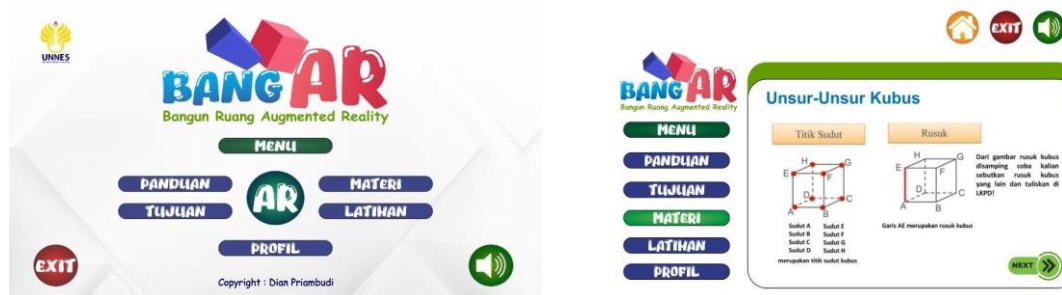 UNNES
BANG AR
Bangun Ruang Augmented Reality
MENU
PANDUAN
MATERI
AR
TUJUAN
LATIHAN
PROFIL
EXIT
Copyright : Dian Priambudi
EXIT
BANG AR
Bangun Ruang Augmented Reality
MENU
PANDUAN
TUJUAN
MATERI
LATIHAN
PROFIL
Unsur-Unsur Kubus
Titik Sudut
Rusuk
H
G
E
F
D
C
A
B
Sudut A Sudut E
Sudut B Sudut F
Sudut C Sudut G
Sudut D Sudut H
merupakan titik sudut kubus
H
G
E
F
D
C
A
B
Garis AE merupakan rusuk kubus
Dari gambar rusuk kubus
disamping coba kalian
sebutkan rusuk kubus
yang lain dan tuliskan di
LKPD!
NEXT